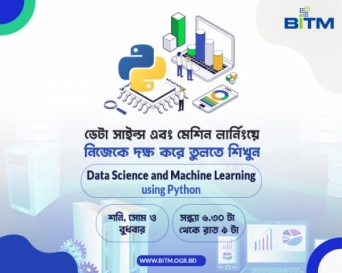 BITM
ডেটা সাইন্স এবং মেশিন লার্নিংয়ে
নিজেকে দক্ষ করে তুলতে শিখুন
Data Science and Machine Learning
using Python
শনি, সোম ও
বুধবার
সন্ধ্যা ৬.৩০ টা
থেকে রাত ৯ টা
WWW.BITM.OGR.BD